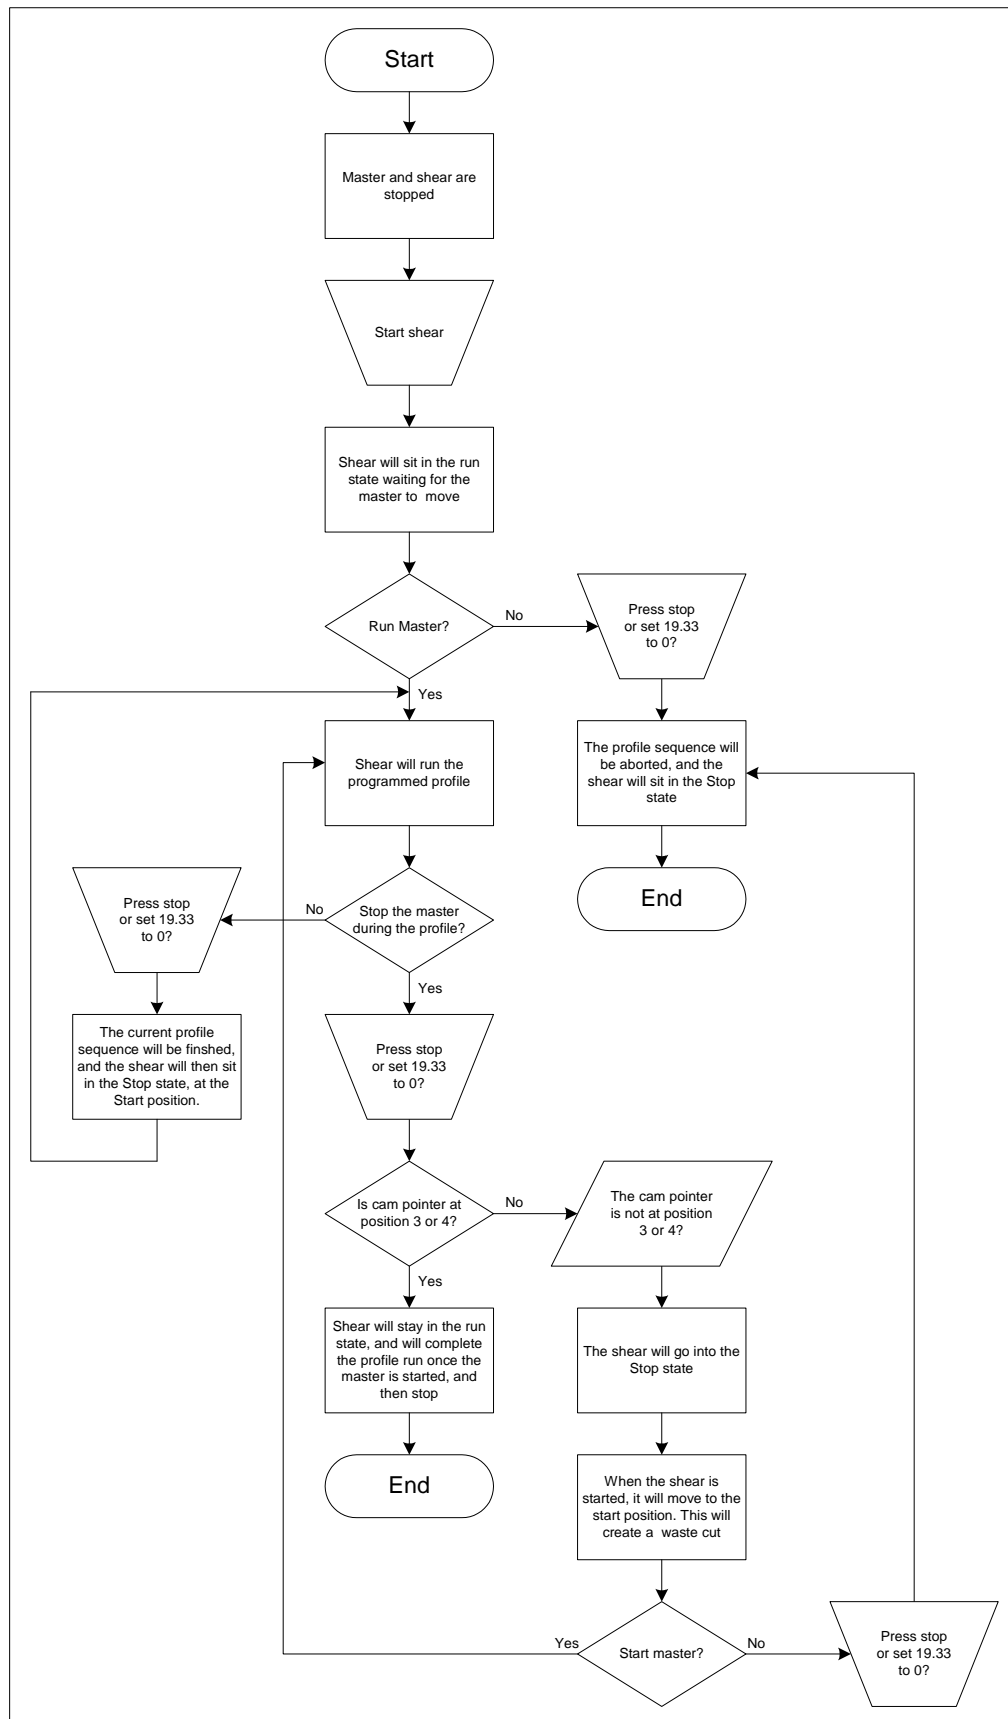 Start
Master and shear are
stopped
Start shear
Shear will sit in the run
state waiting for the
master to move
Run Master?
No
Press stop
or set 19.33
to 0?
Yes
Shear will run the
programmed profile
The profile sequence will
be aborted, and the
shear will sit in the Stop
state
End
Press stop
or set 19.33
to 0?
No
Stop the master
during the profile?
Yes
The current profile
sequence will be finshed,
and the shear will then sit
in the Stop state, at the
Start position.
Press stop
or set 19.33
to 0?
Is cam pointer at
position 3 or 4?
No
The cam pointer
is not at position
3 or 4?
Yes
Shear will stay in the run
state, and will complete
the profile run once the
master is started, and
then stop
The shear will go into the
Stop state
End
When the shear is
started, it will move to the
start position. This will
create a waste cut
Yes
Start master?
No
Press stop
or set 19.33
to 0?